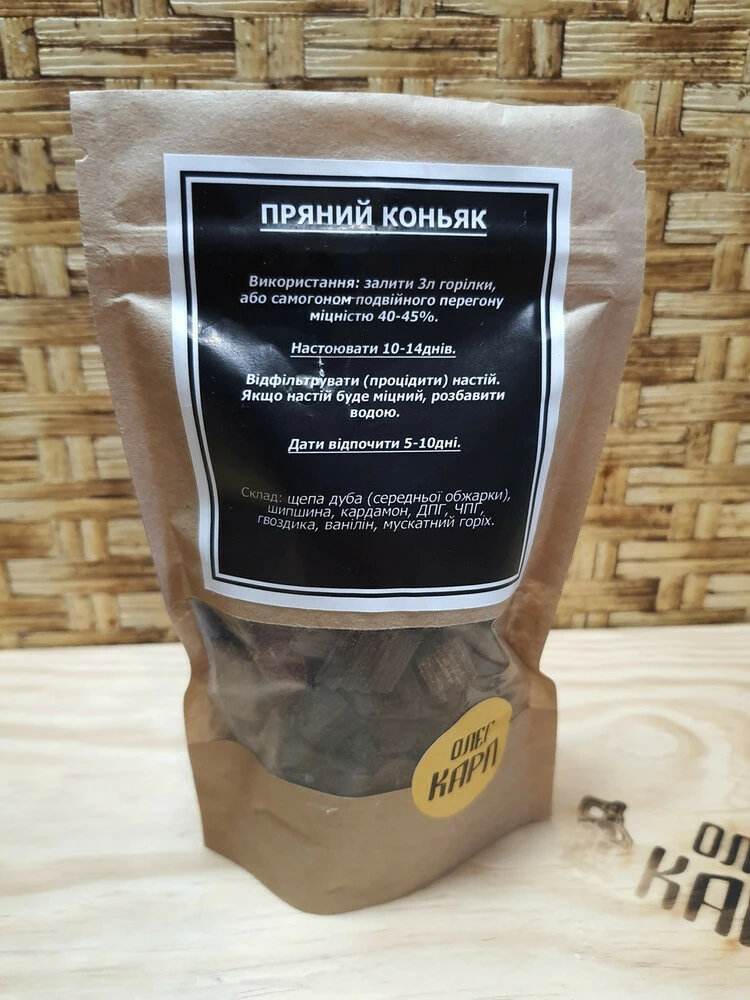 ПРЯНИЙ КОНЬЯК
Використання: залити 3л горілки,
або самогоном подвійного перегону
міцністю 40-45%.
Настоювати 10-14днів.
Відфільтрувати (процідити) настій.
Якщо настій буде міцний, розбавити
водою.
Дати відпочити 5-10дні.
Склад: щепа дуба (середньої обжарки),
шипшина, кардамон, ДПГ, ЧПГ,
гвоздика, ванілін, мускатний горіх.
ОЛЕГ
КАРП